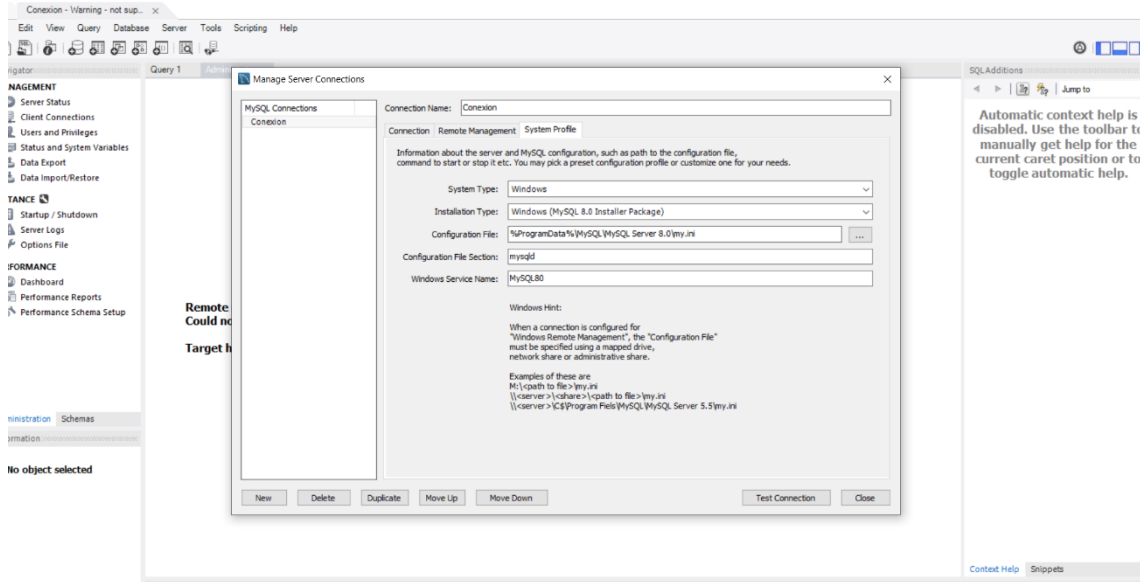 Conexion - Warning - not sup...
Edit View Query Database Server Tools Scripting Help
Query 1
SQLAdditions
Jump to
Automatic context help is
disabled. Use the toolbar to
manually get help for the
current caret position or to
toggle automatic help.
NAGEMENT
Server Status
Client Connections
Users and Privileges
Status and System Variables
Data Export
Data Import/Restore
TANCE
Startup / Shutdown
Server Logs
Options File
FORMANCE
Dashboard
Performance Reports
Performance Schema Setup
ministration Schemas
ormation
No object selected
Remote
Could no
Target h
Manage Server Connections
MySQL Connections
Conexion
Connection Name: Conexion
Connection Remote Management System Profile
Information about the server and MySQL configuration, such as path to the configuration file,
command to start or stop it etc. You may pick a preset configuration profile or customize one for your needs.
System Type: Windows
Installation Type: Windows (MySQL 8.0 Installer Package)
Configuration File: %ProgramData%\MySQL\MySQL Server 8.0\my.ini ...
Configuration File Section: mysqld
Windows Service Name: MySQL80
Windows Hint:
When a connection is configured for
"Windows Remote Management", the "Configuration File"
must be specified using a mapped drive,
network share or administrative share.
Examples of these are
M:\<path to file>\my.ini
\\<server>\<share>\<path to file>\my.ini
\\<server>\C$\Program Fiels\MySQL\MySQL Server 5.5\my.ini
New Delete Duplicate Move Up Move Down Test Connection Close
Context Help Snippets